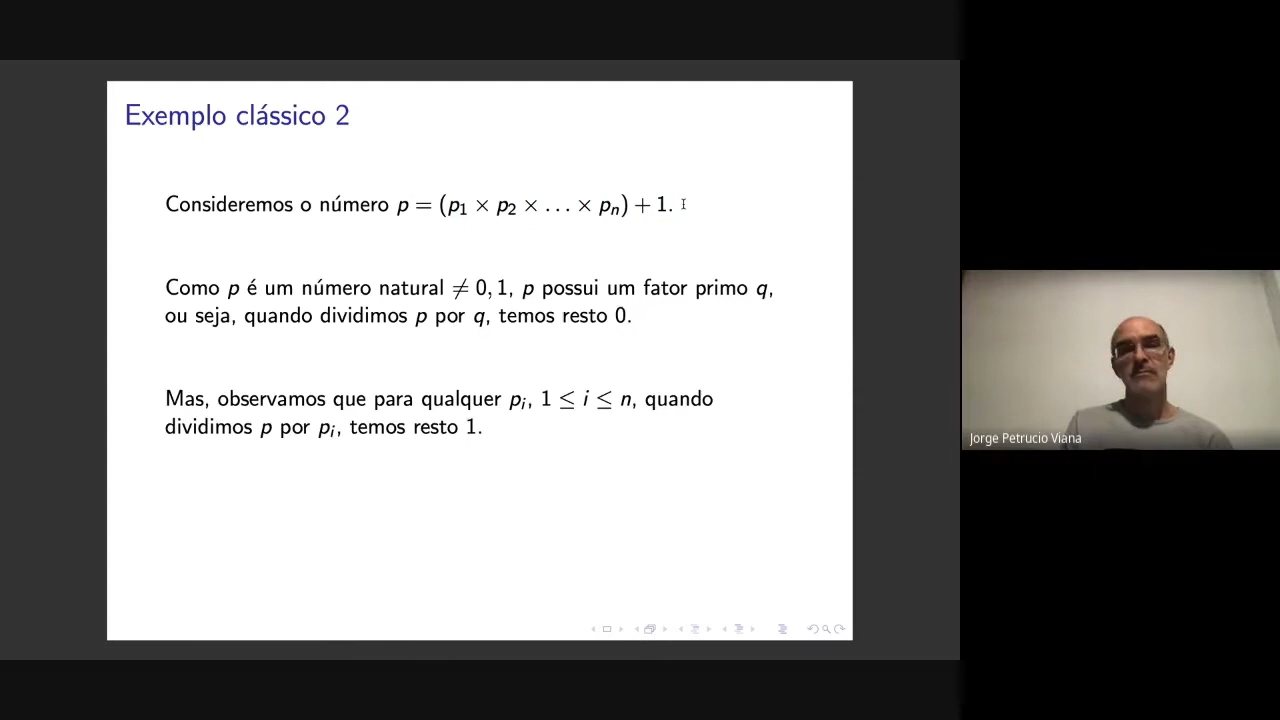 Exemplo clássico 2
Consideremos o número p = (p₁ × p₂ × . . . × pₙ) + 1.
Como p é um número natural ≠ 0, 1, p possui um fator primo q,
ou seja, quando dividimos p por q, temos resto 0.
Mas, observamos que para qualquer pᵢ, 1 ≤ i ≤ n, quando
dividimos p por pᵢ, temos resto 1.
Jorge Petrucio Viana